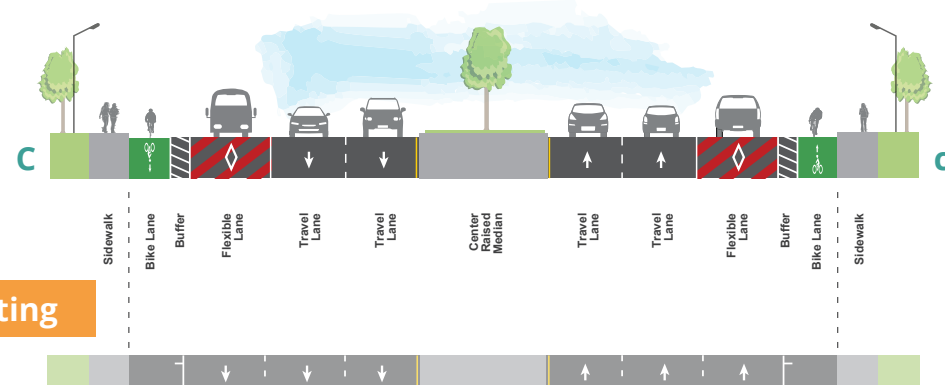 C
Sidewalk
Bike Lane
Buffer
Flexible
Lane
Travel
Lane
Travel
Lane
Center
Raised
Median
Travel
Lane
Travel
Lane
Flexible
Lane
Buffer
Bike Lane
Sidewalk
ting